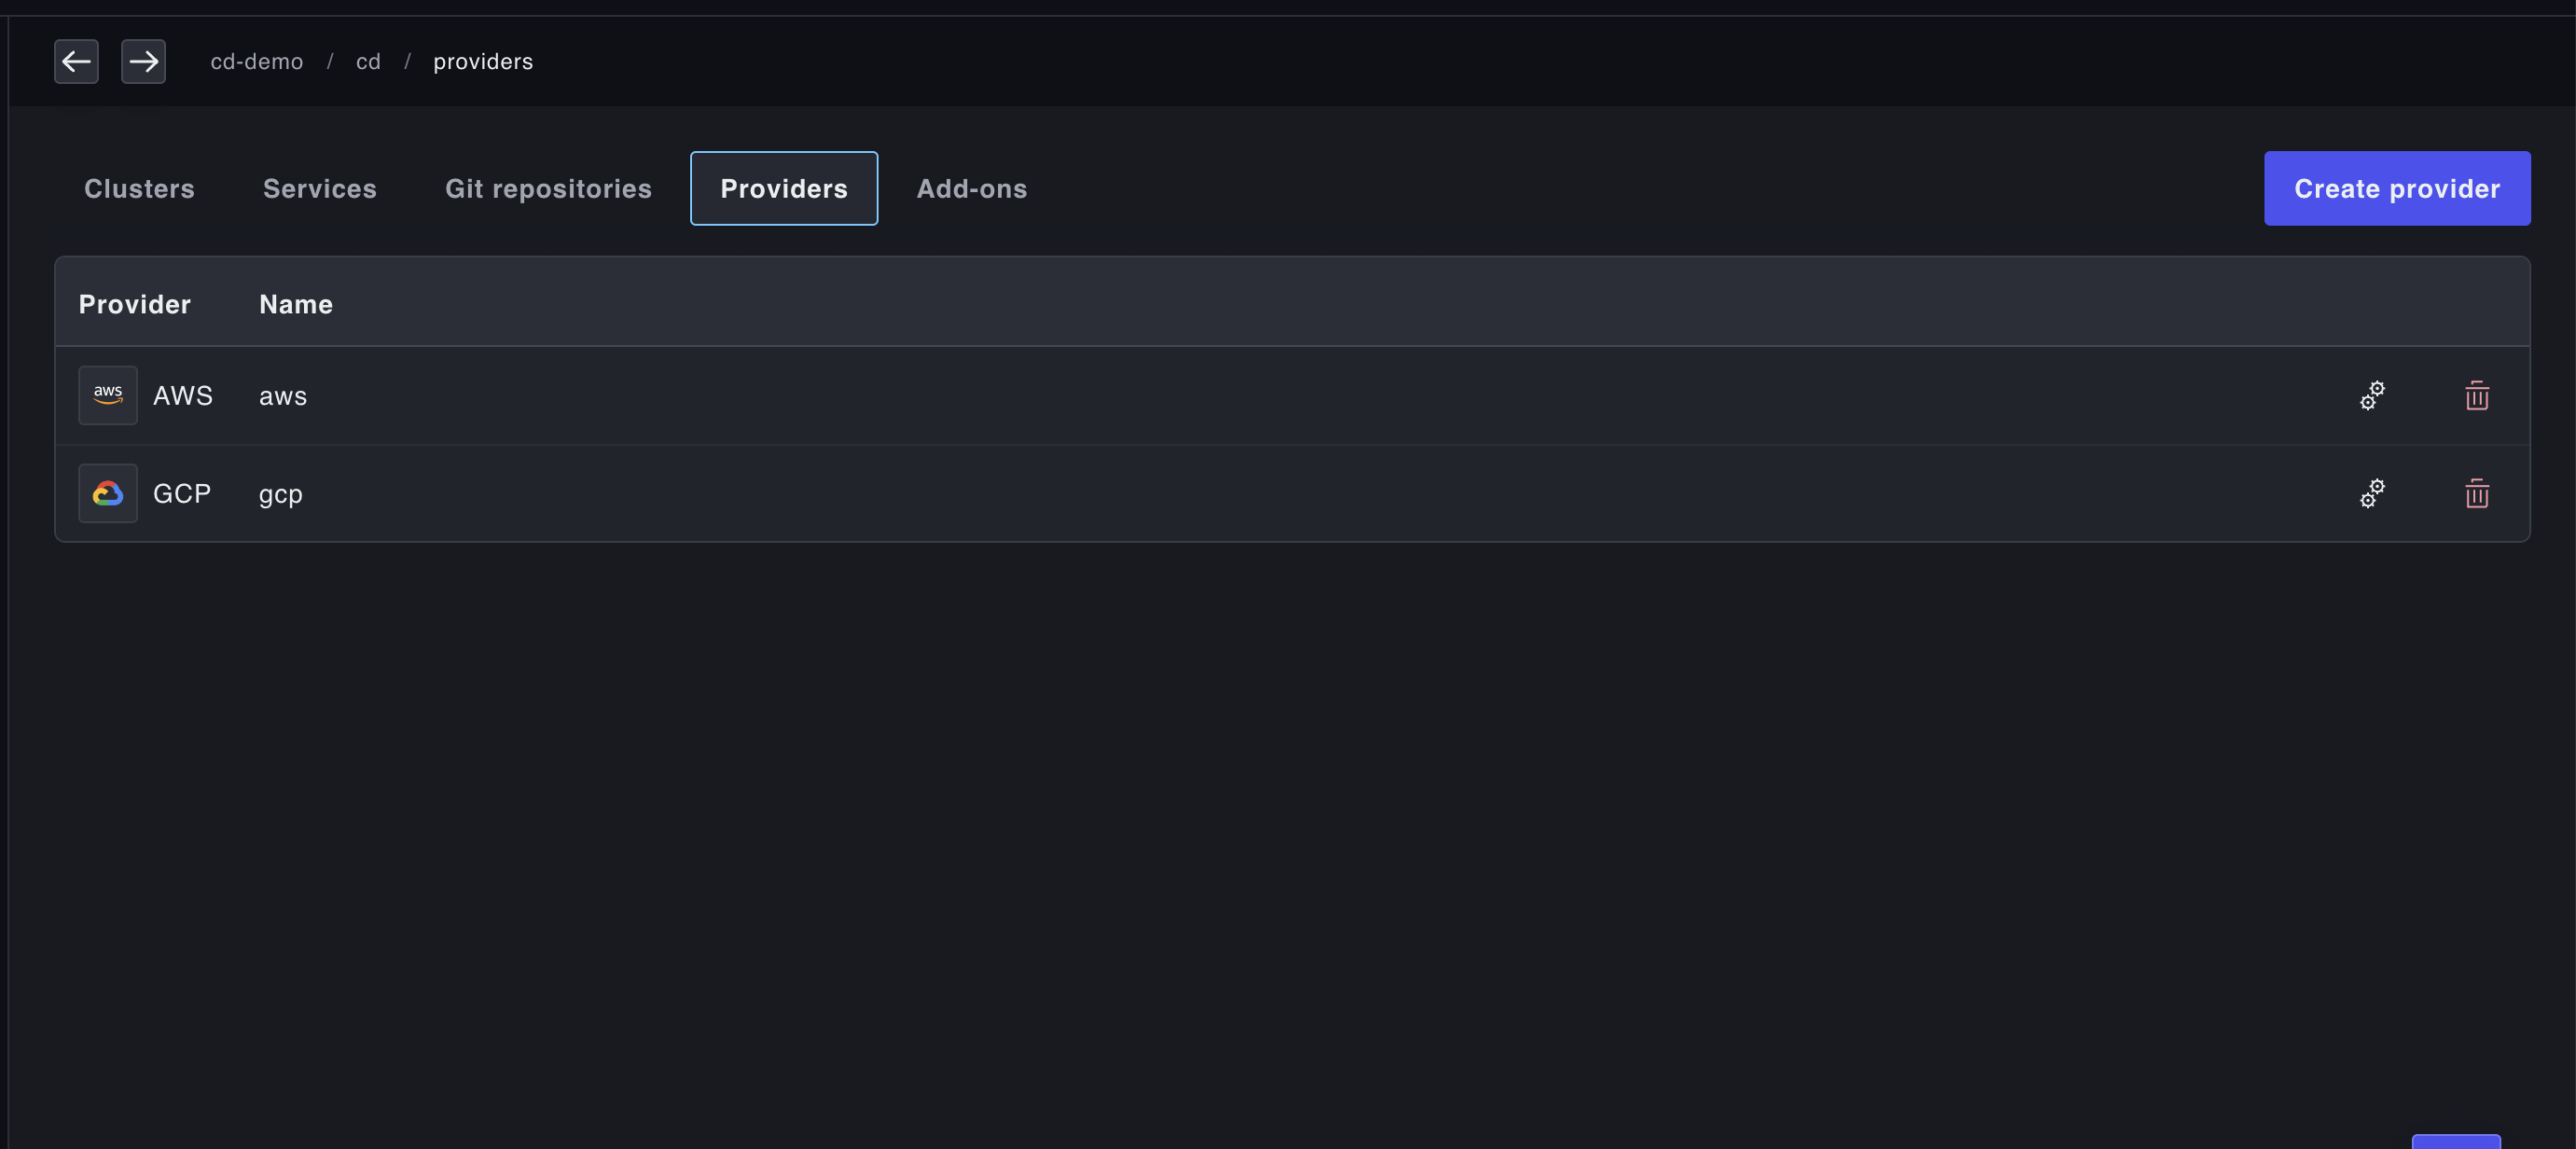 cd-demo / cd / providers
Clusters Services Git repositories Providers Add-ons Create provider
Provider Name
aws AWS aws
GCP gcp